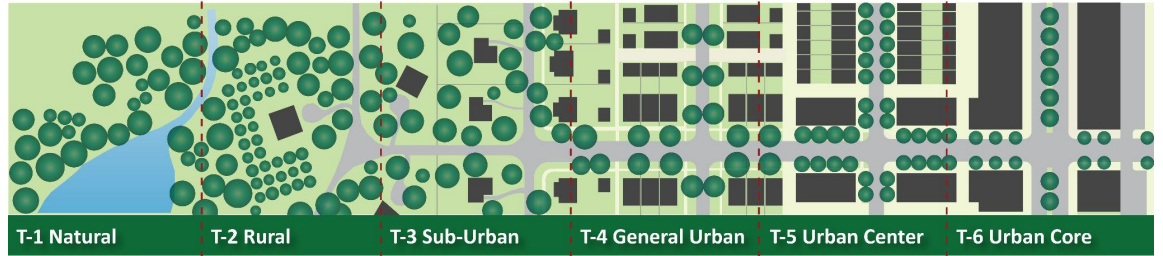 T-1 Natural
T-2 Rural
T-3 Sub-Urban
T-4 General Urban
T-5 Urban Center
T-6 Urban Core